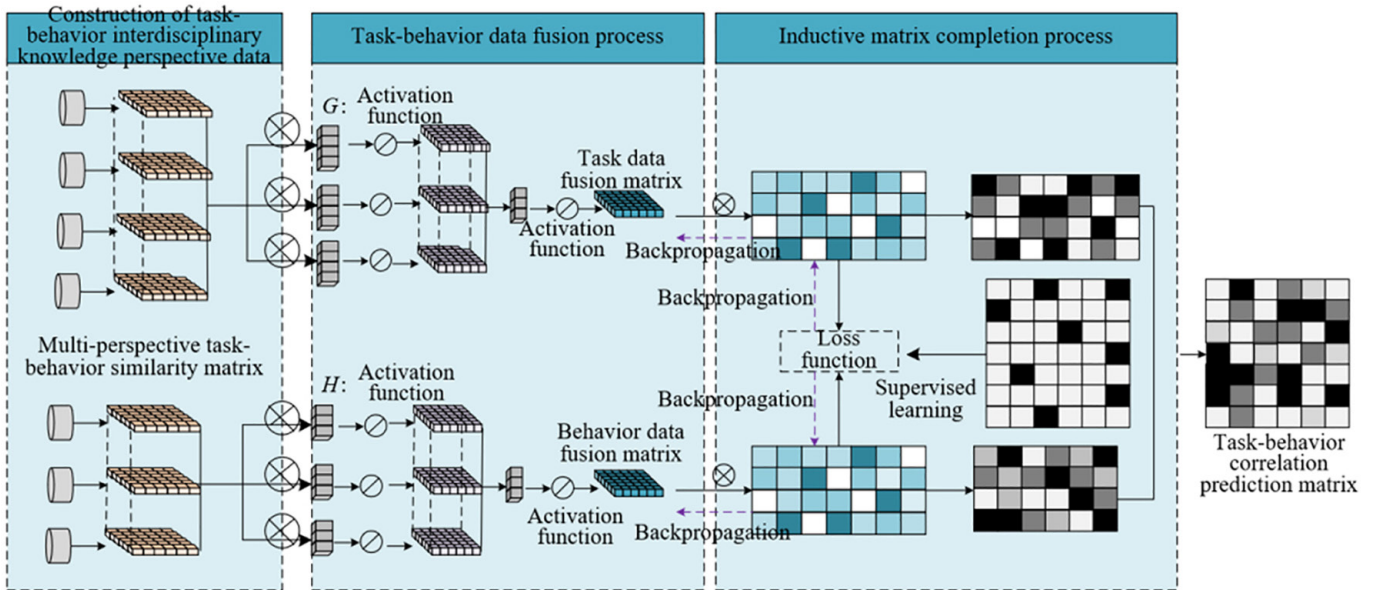 Construction of task-
behavior interdisciplinary
knowledge perspective data
Task-behavior data fusion process
Inductive matrix completion process
G:
Activation
function
Task data
fusion matrix
Activation
function
Backpropagation
Backpropagation
Loss
function
Supervised
learning
Multi-perspective task-
behavior similarity matrix
H:
Activation
function
Backpropagation
Behavior data
fusion matrix
Activation
function
Backpropagation
Task-behavior
correlation
prediction matrix